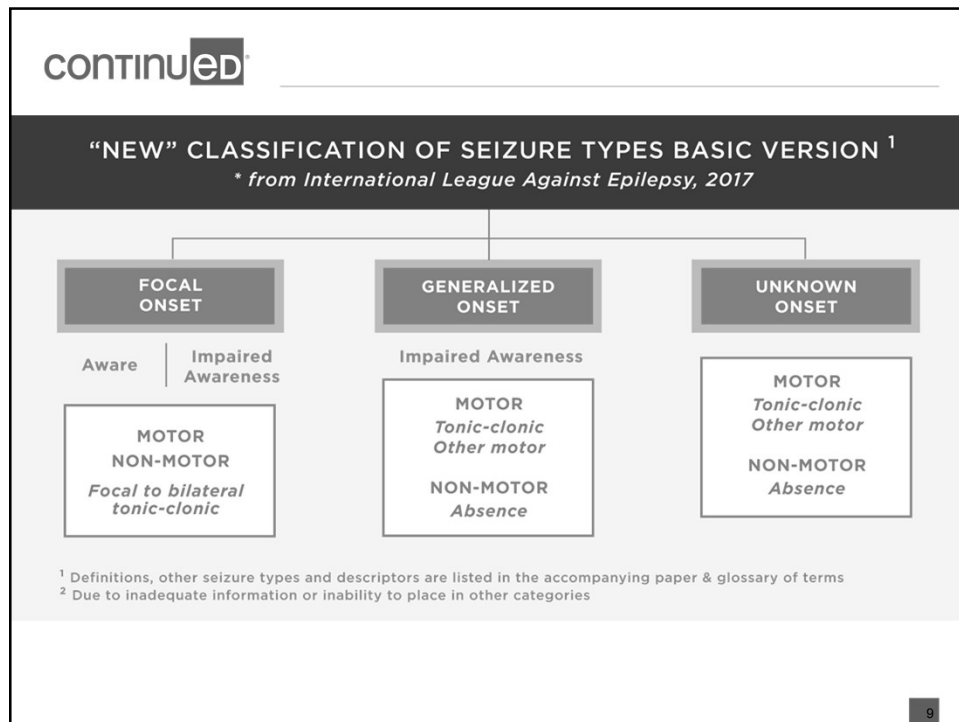 continued®
“NEW” CLASSIFICATION OF SEIZURE TYPES BASIC VERSION 1
* from International League Against Epilepsy, 2017
FOCAL
ONSET
Aware
Impaired
Awareness
MOTOR
NON-MOTOR
Focal to bilateral
tonic-clonic
GENERALIZED
ONSET
Impaired Awareness
MOTOR
Tonic-clonic
Other motor
NON-MOTOR
Absence
UNKNOWN
ONSET
MOTOR
Tonic-clonic
Other motor
NON-MOTOR
Absence
1 Definitions, other seizure types and descriptors are listed in the accompanying paper & glossary of terms
2 Due to inadequate information or inability to place in other categories
9